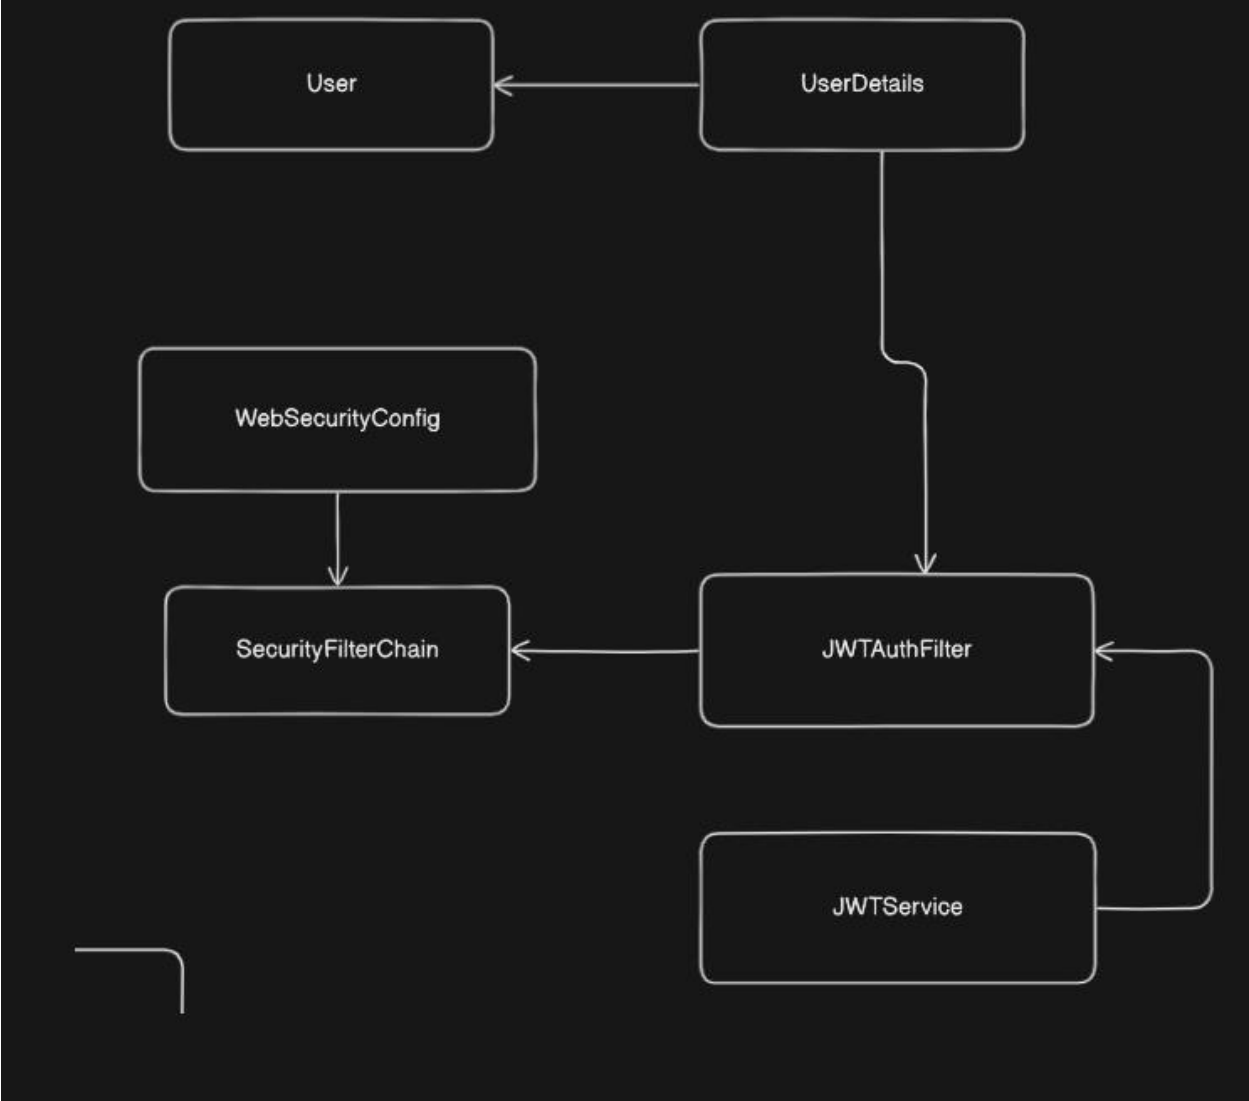 User
UserDetails
WebSecurityConfig
SecurityFilterChain
JWTAuthFilter
JWTService